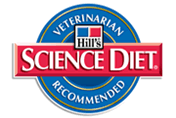 VETERINARIAN
Hill's
SCIENCE DIET®
RECOMMENDED